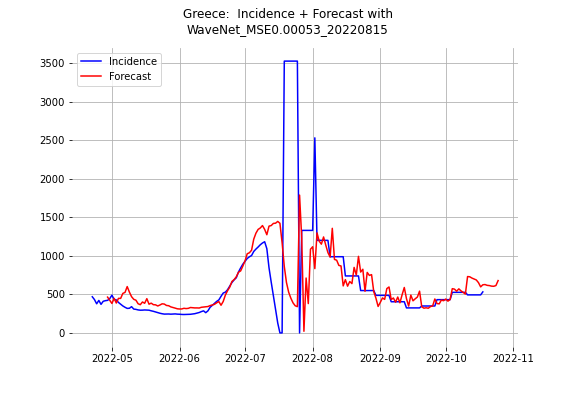 Greece:  Incidence + Forecast with
WaveNet_MSE0.00053_20220815
Incidence
Forecast
3500
3000
2500
2000
1500
1000
500
0
2022-05 2022-06 2022-07 2022-08 2022-09 2022-10 2022-11